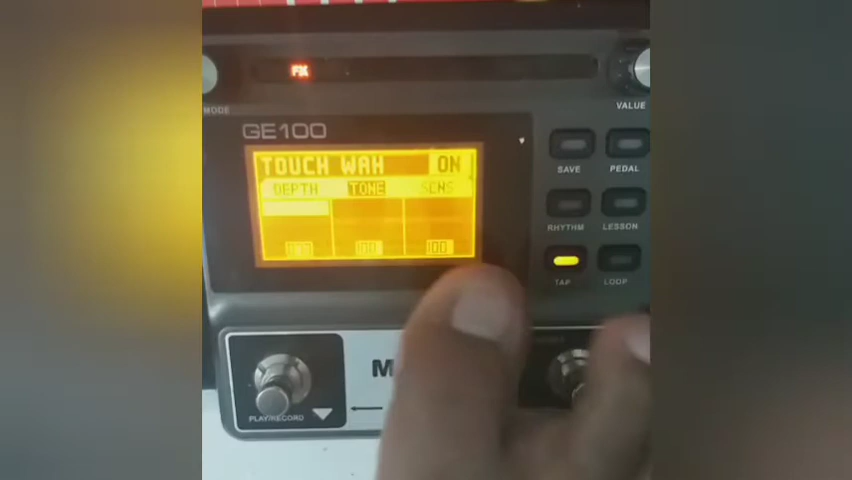 FX
MODE
VALUE
GE100
TOUCH WAH ON
DEPTH TONE SENS
SAVE PEDAL
RHYTHM LESSON
TAP LOOP
100 100
M
PLAY/RECORD